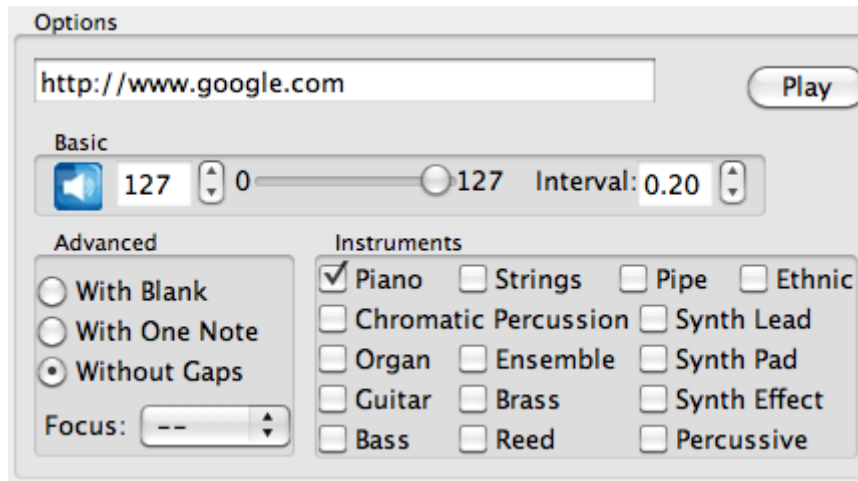 Options
http://www.google.com Play
Basic
127 0 127 Interval: 0.20
Advanced
With Blank
With One Note
Without Gaps
Focus: --
Instruments
Piano Strings Pipe Ethnic
Chromatic Percussion Synth Lead
Organ Ensemble Synth Pad
Guitar Brass Synth Effect
Bass Reed Percussive